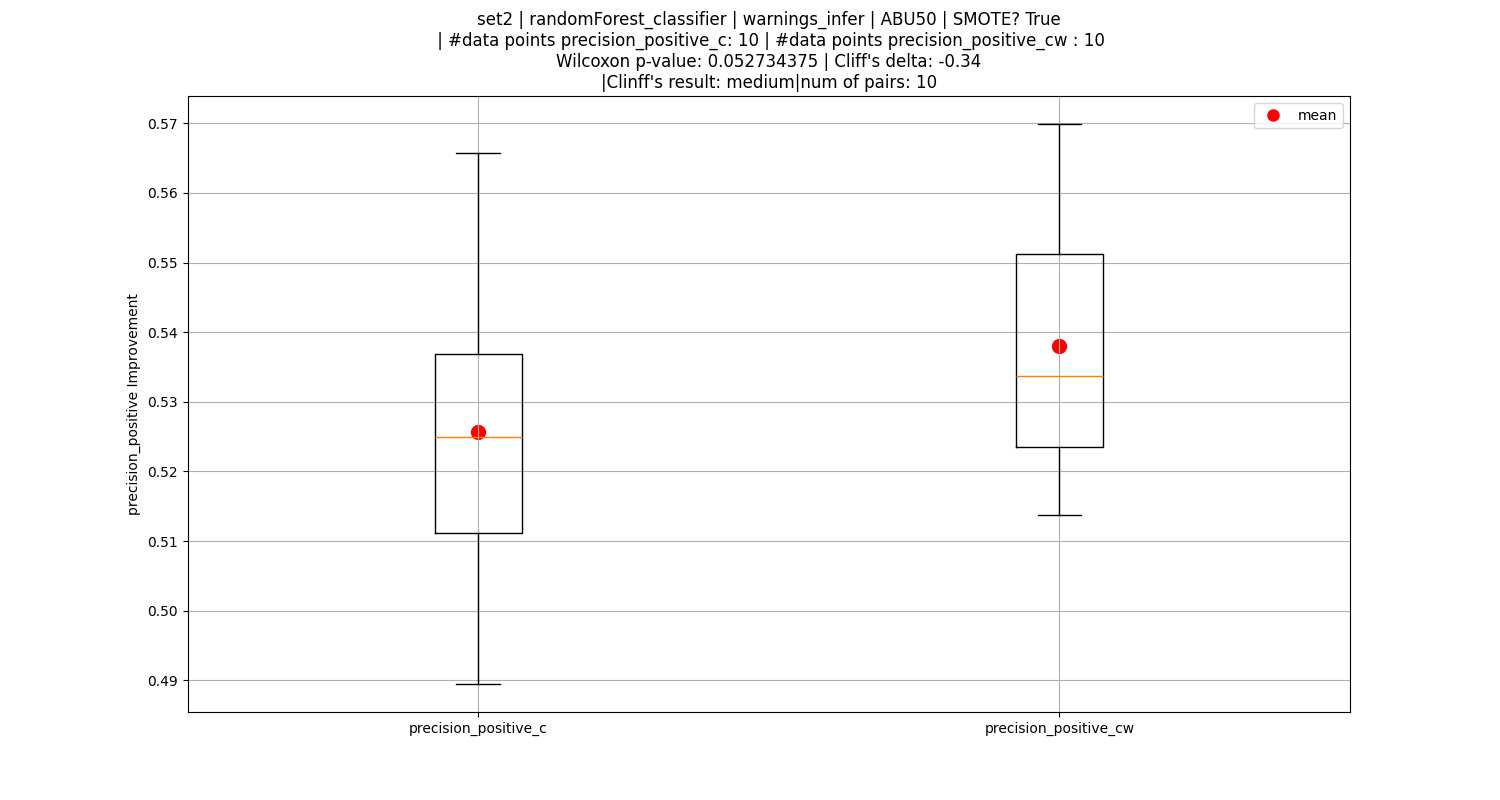 set2 | randomForest_classifier | warnings_infer | ABU50 | SMOTE? True
| #data points precision_positive_c: 10 | #data points precision_positive_cw : 10
Wilcoxon p-value: 0.052734375 | Cliff's delta: -0.34
|Clinff's result: medium|num of pairs: 10
mean
0.57
0.56
0.55
0.54
0.53
0.52
0.51
0.50
0.49
precision_positive Improvement
precision_positive_c
precision_positive_cw